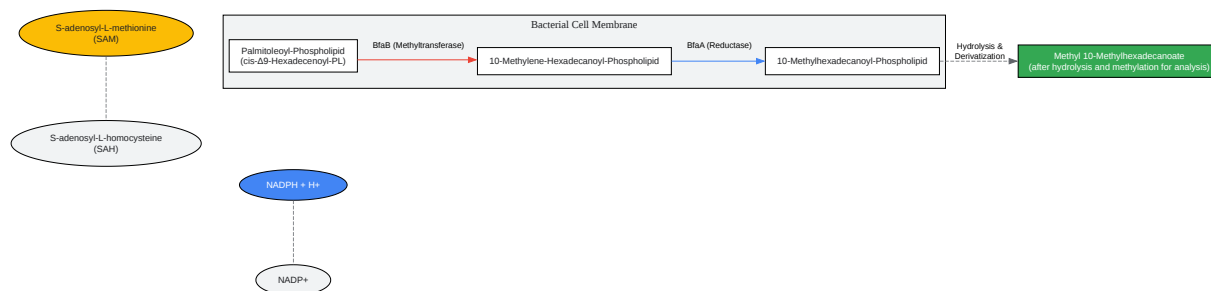 S-adenosyl-L-methionine
(SAM)
S-adenosyl-L-homocysteine
(SAH)
Bacterial Cell Membrane
Palmitoleoyl-Phospholipid
(cis-Δ9-Hexadecenoyl-PL)
BfaB (Methyltransferase)
10-Methylene-Hexadecanoyl-Phospholipid
BfaA (Reductase)
10-Methylhexadecanoyl-Phospholipid
Hydrolysis &
Derivatization
Methyl 10-Methylhexadecanoate
(after hydrolysis and methylation for analysis)
NADPH + H+
NADP+